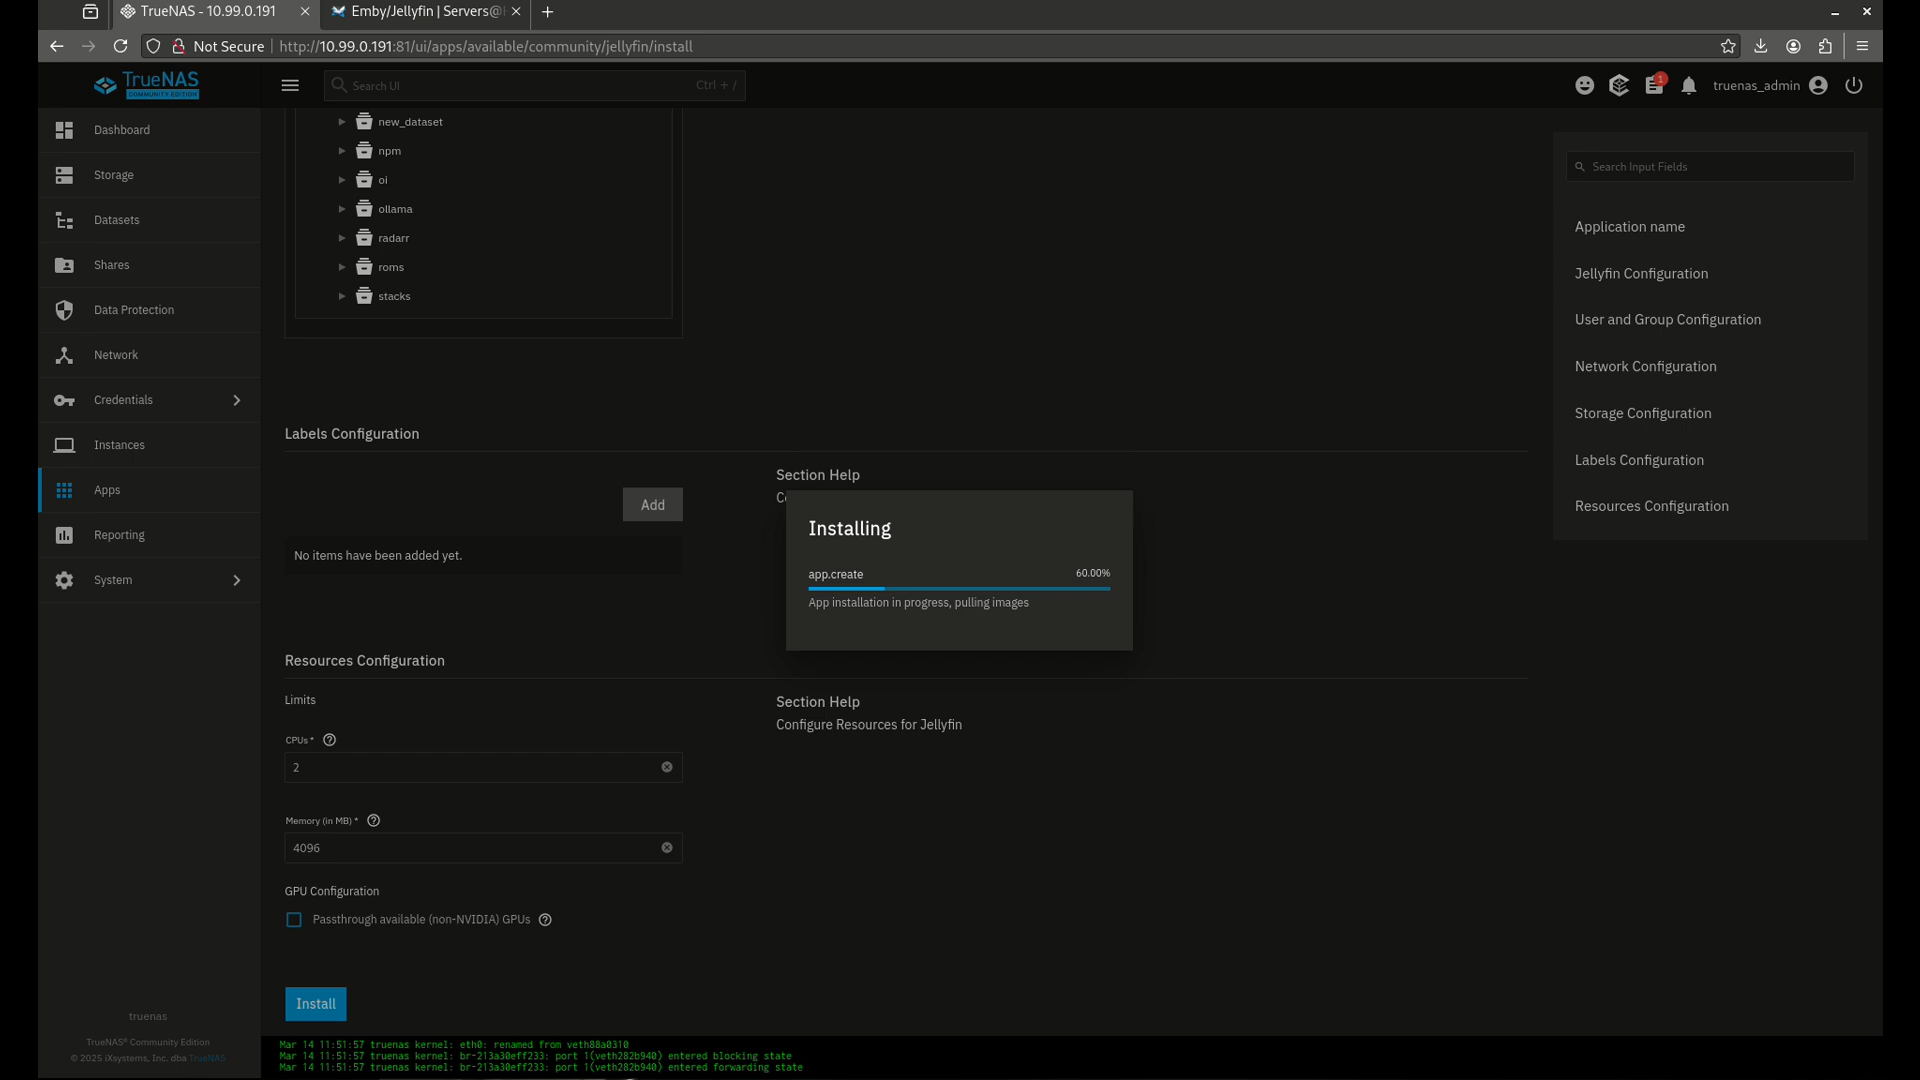 TrueNAS - 10.99.0.191
Emby/Jellyfin | Servers@
Not Secure
http://10.99.0.191:81/ui/apps/available/community/jellyfin/install
TrueNAS
COMMUNITY EDITION
Search UI
Ctrl + /
1
truenas_admin
Dashboard
Storage
Datasets
Shares
Data Protection
Network
Credentials
Instances
Apps
Reporting
System
truenas
TrueNAS® Community Edition
© 2025 iXsystems, Inc. dba TrueNAS
new_dataset
npm
oi
ollama
radarr
roms
stacks
Labels Configuration
Add
No items have been added yet.
Section Help
Installing
app.create
60.00%
App installation in progress, pulling images
Resources Configuration
Limits
CPUs *
2
Memory (in MB) *
4096
GPU Configuration
Passthrough available (non-NVIDIA) GPUs
Section Help
Configure Resources for Jellyfin
Install
Search Input Fields
Application name
Jellyfin Configuration
User and Group Configuration
Network Configuration
Storage Configuration
Labels Configuration
Resources Configuration
Mar 14 11:51:57 truenas kernel: eth0: renamed from veth88a0310
Mar 14 11:51:57 truenas kernel: br-213a30eff233: port 1(veth282b940) entered blocking state
Mar 14 11:51:57 truenas kernel: br-213a30eff233: port 1(veth282b940) entered forwarding state